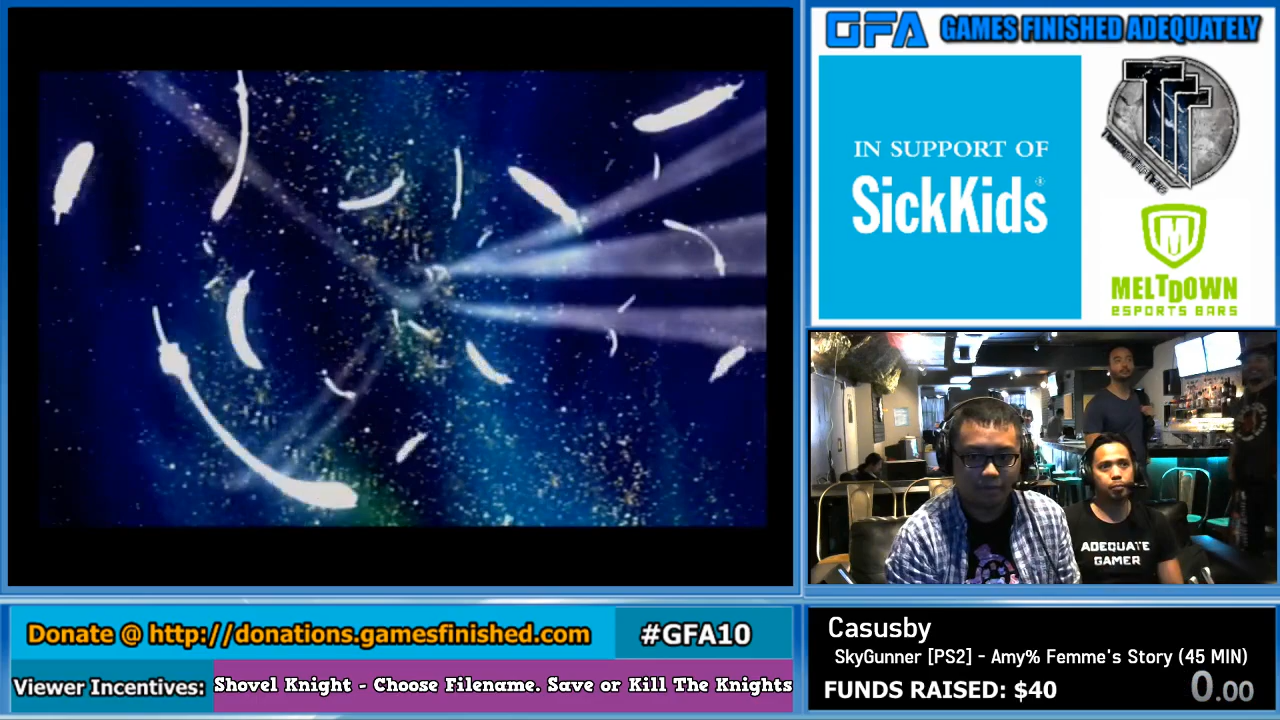 GFA GAMES FINISHED ADEQUATELY
IN SUPPORT OF
SickKids
MELTDOWN
ESPORTS BARS
ADEQUATE
GAMER
Donate @ http://donations.gamesfinished.com
#GFA10
Viewer Incentives:
Shovel Knight - Choose Filename. Save or Kill The Knights
Casusby
SkyGunner [PS2] - Amy% Femme's Story (45 MIN)
FUNDS RAISED: $40
0.00